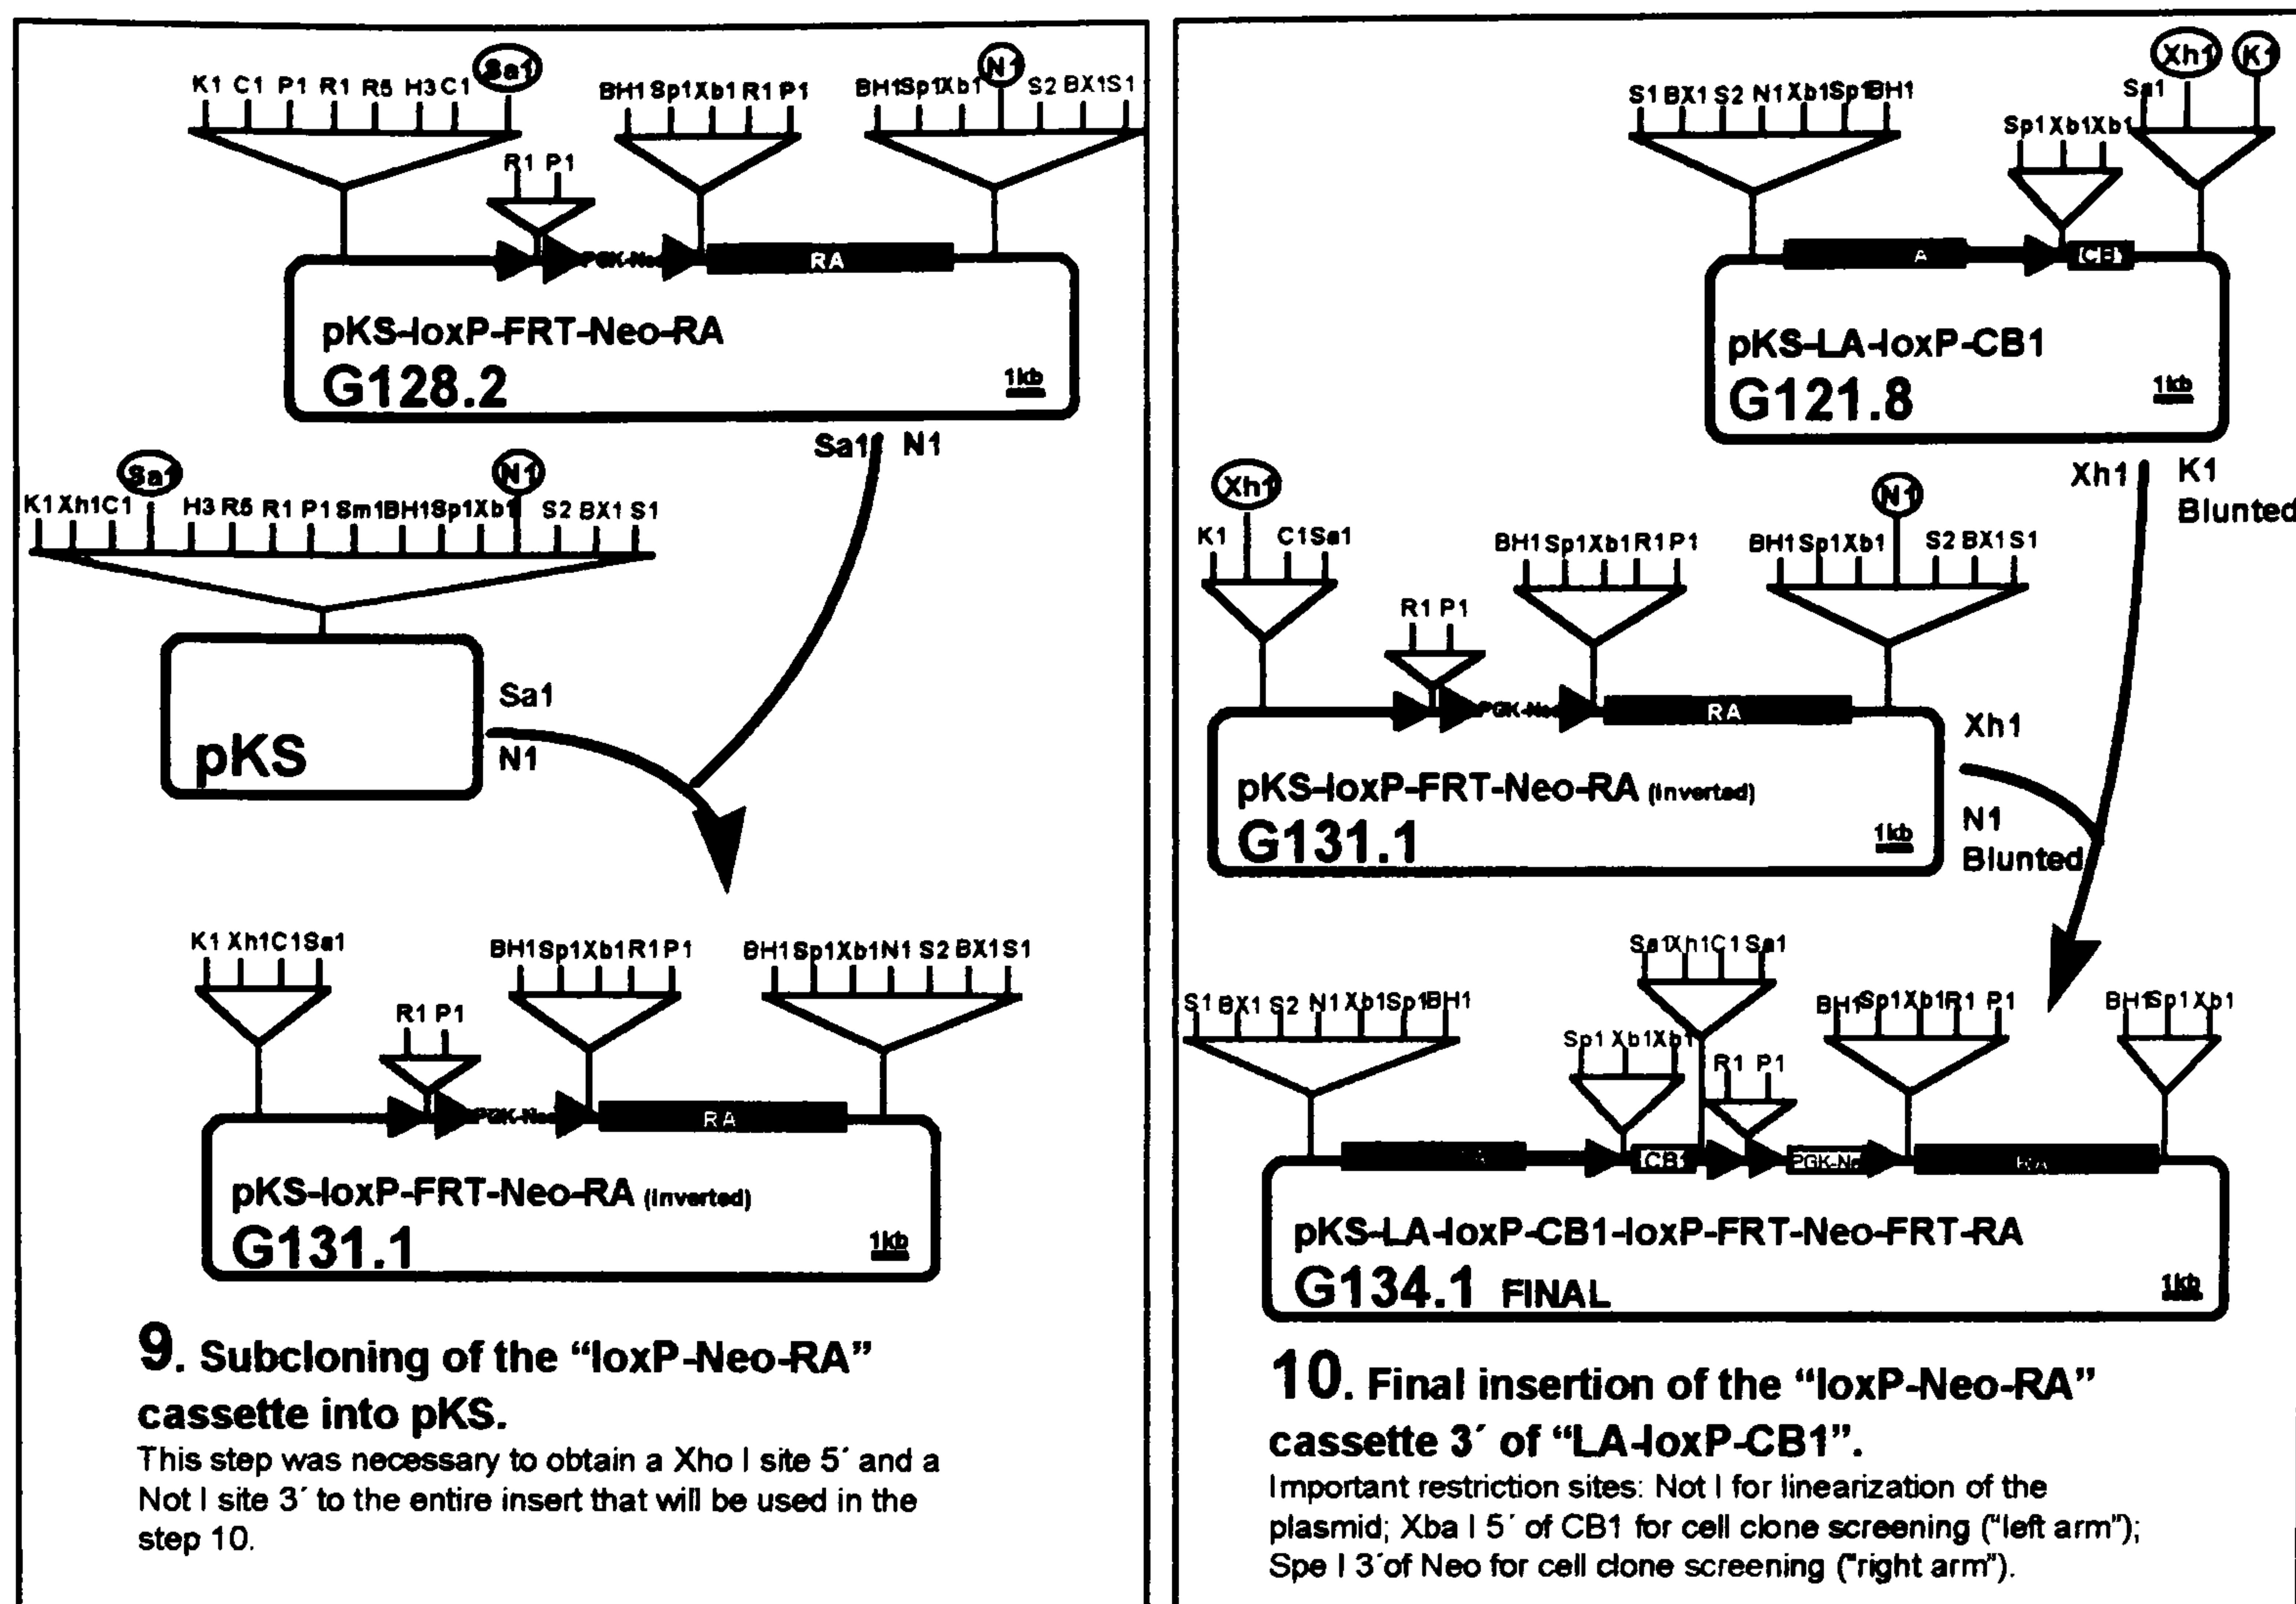 Sa1
K1 C1 P1 R1 R5 H3 C1
BH1 Sp1 Xb1 R1 P1
N1
BH1 Sp1 Xb1 S2 BX1 S1
R1 P1
PGK-Neo
RA
pKS-loxP-FRT-Neo-RA
G128.2
1kb
Sa1 N1
Sa1
N1
K1 Xh1 C1 H3 R5 R1 P1 Sm1 BH1 Sp1 Xb1 S2 BX1 S1
pKS
Sa1
N1
K1 Xh1 C1 Sa1
BH1 Sp1 Xb1 R1 P1
BH1 Sp1 Xb1 N1 S2 BX1 S1
R1 P1
PGK-Neo
RA
pKS-loxP-FRT-Neo-RA (inverted)
G131.1
1kb
9. Subcloning of the “loxP-Neo-RA”
cassette into pKS.
This step was necessary to obtain a Xho I site 5´ and a
Not I site 3´ to the entire insert that will be used in the
step 10.
Xh1 K1
Sa1
S1 BX1 S2 N1 Xb1 Sp1 BH1
Sp1 Xb1 Xb1
A
CB
pKS-LA-loxP-CB1
G121.8
1kb
Xh1 K1
Blunted
Xh1
K1 C1 Sa1
BH1 Sp1 Xb1 R1 P1
N1
BH1 Sp1 Xb1 S2 BX1 S1
R1 P1
PGK-Neo
RA
Xh1
N1
Blunted
pKS-loxP-FRT-Neo-RA (inverted)
G131.1
1kb
Sa1 Xh1 C1 Sa1
S1 BX1 S2 N1 Xb1 Sp1 BH1
Sp1 Xb1 Xb1
R1 P1
BH1 Sp1 Xb1 R1 P1
BH1 Sp1 Xb1
CB1
PGK-Ne
RA
pKS-LA-loxP-CB1-loxP-FRT-Neo-FRT-RA
G134.1 FINAL
1kb
10. Final insertion of the “loxP-Neo-RA”
cassette 3´ of “LA-loxP-CB1”.
Important restriction sites: Not I for linearization of the
plasmid; Xba I 5´ of CB1 for cell clone screening (“left arm”);
Spe I 3´of Neo for cell clone screening (“right arm”).